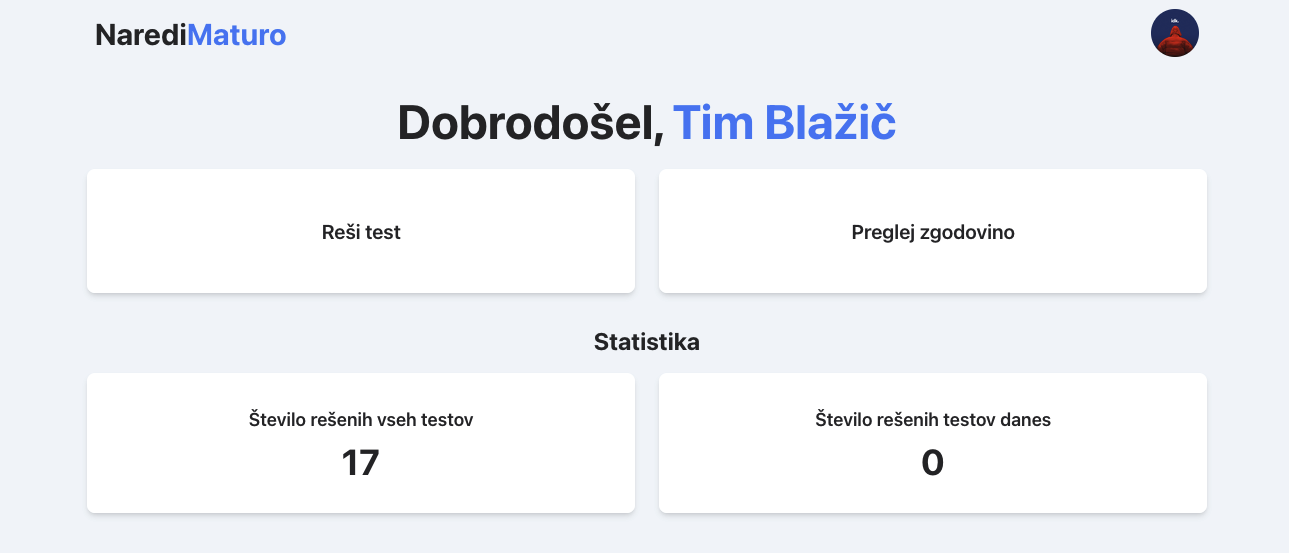 NarediMaturo
Dobrodošel, Tim Blažič
Reši test
Preglej zgodovino
Statistika
Število rešenih vseh testov
17
Število rešenih testov danes
0